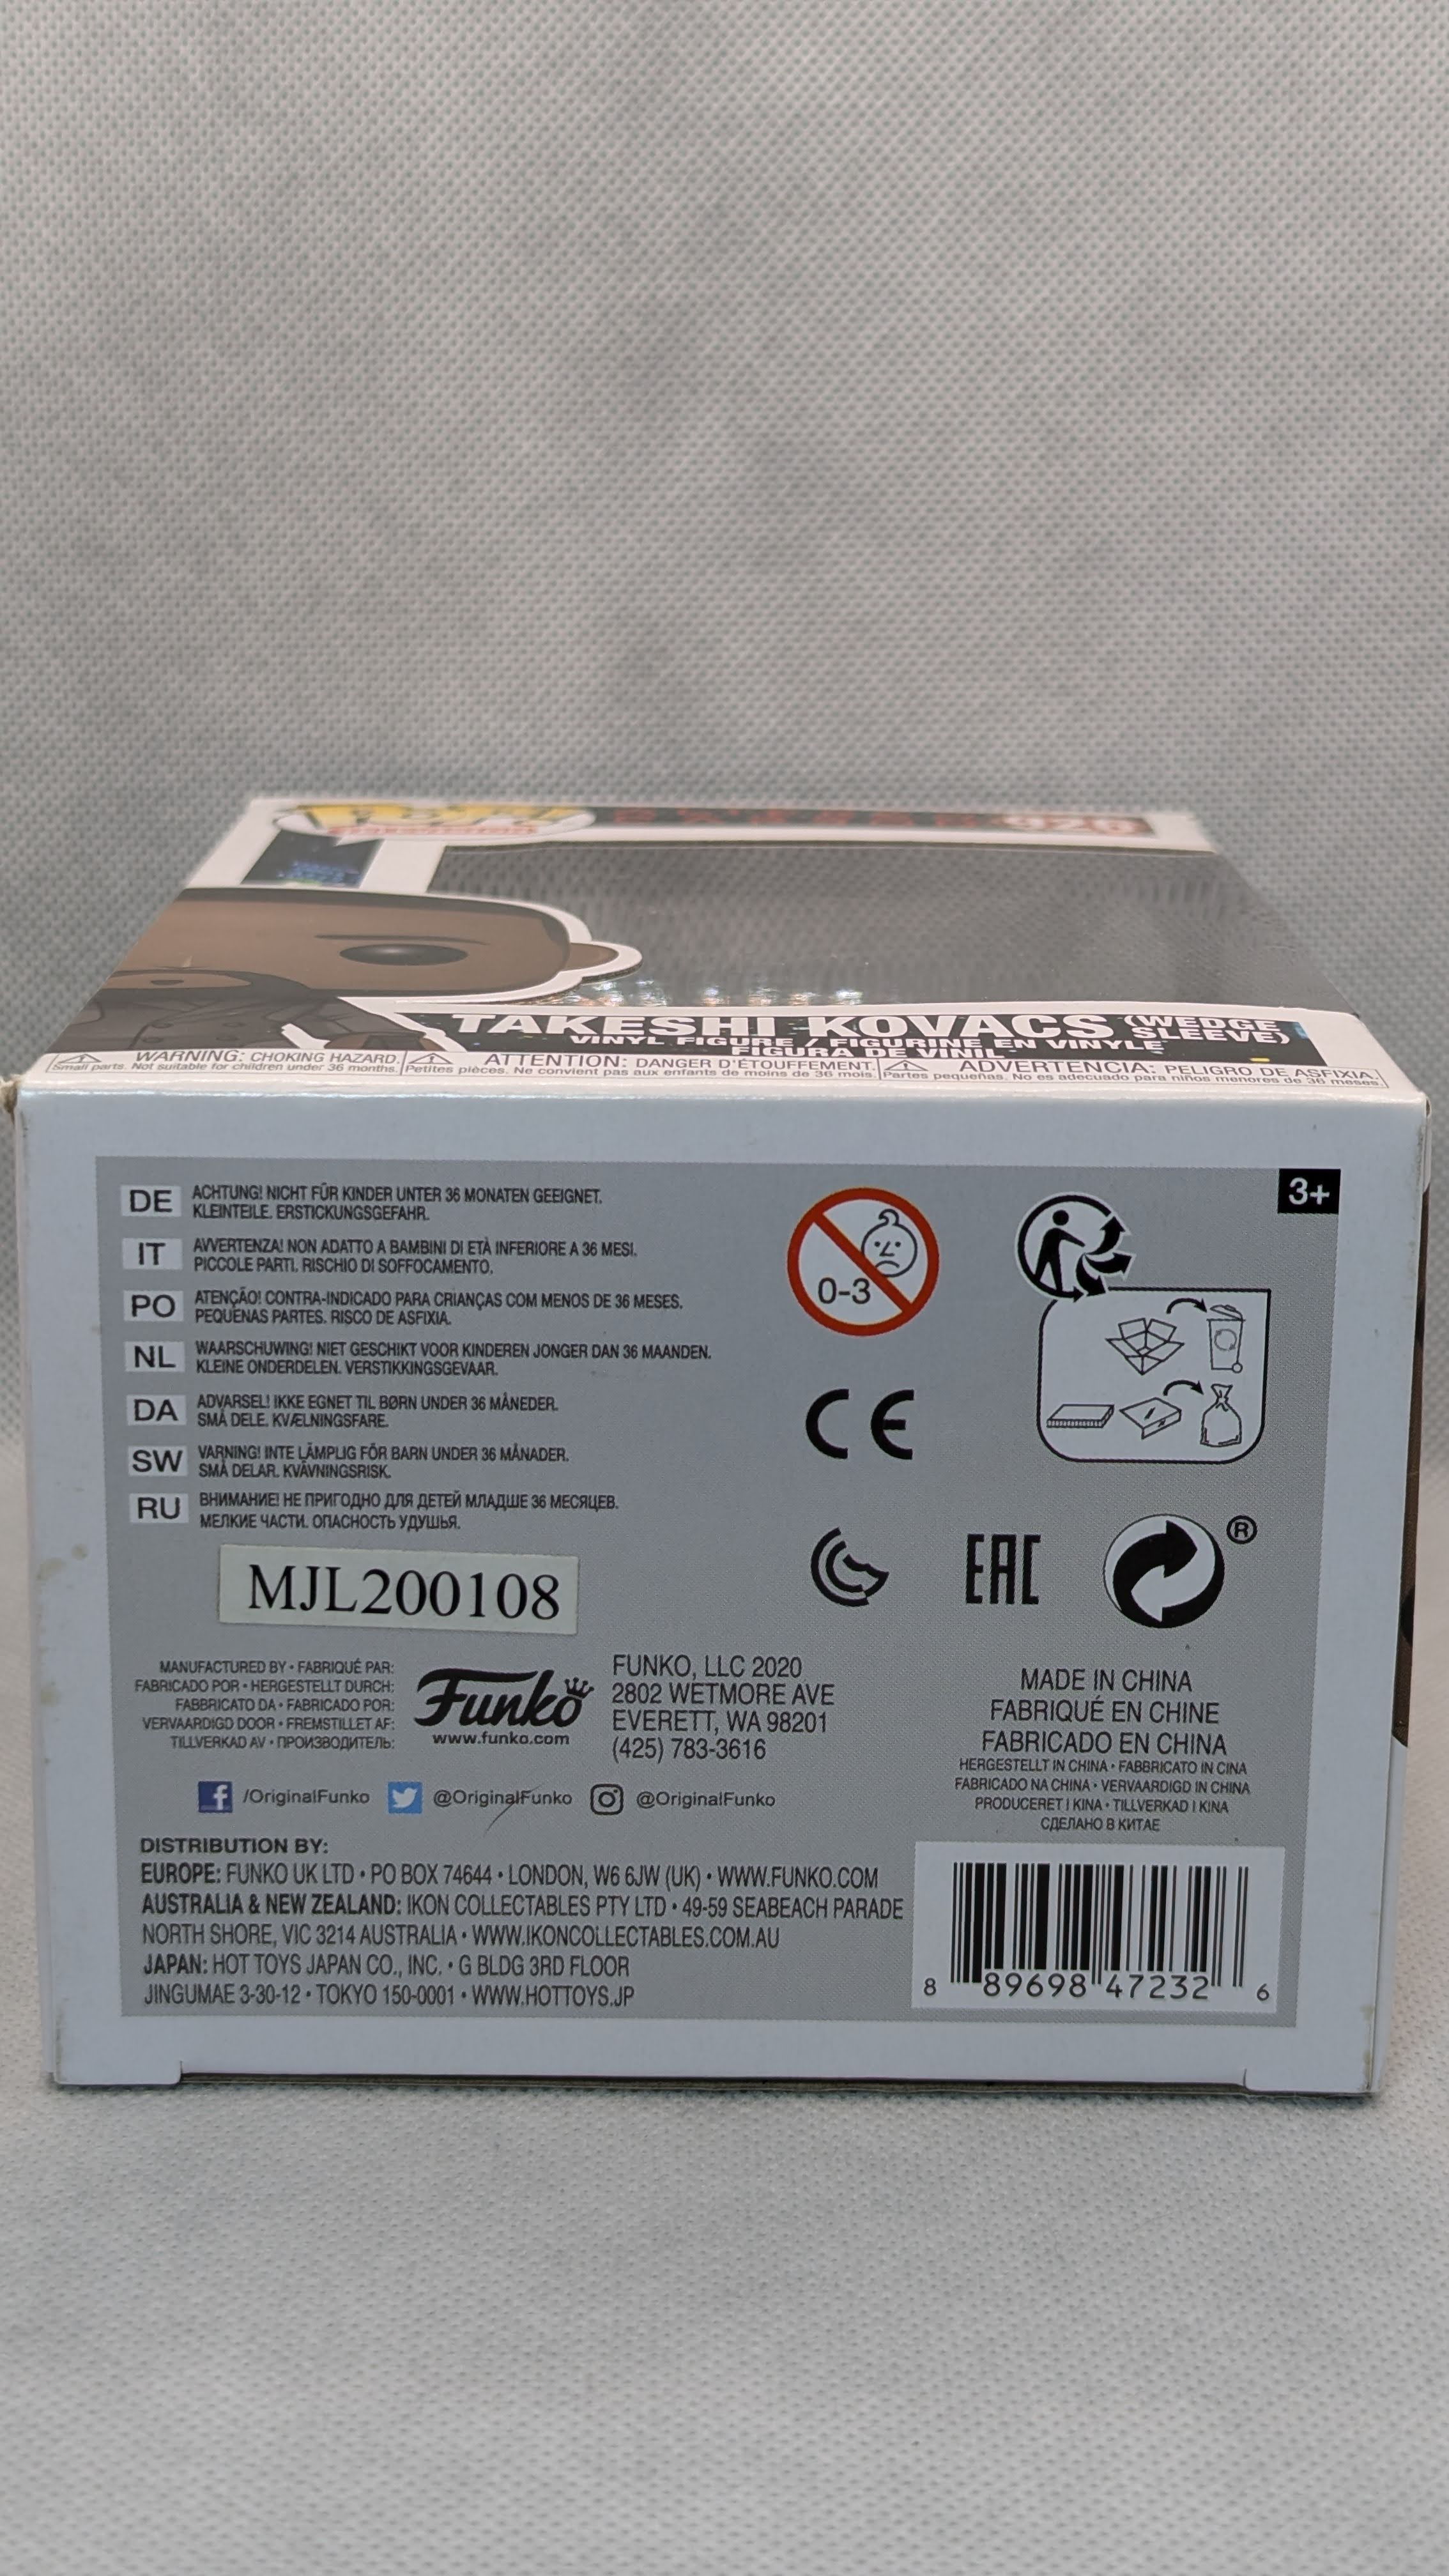 POP!
926
TAKESHI KOVACS (WEDGE SLEEVE)
VINYL FIGURE / FIGURINE EN VINYLE
FIGURA DE VINIL
WARNING: CHOKING HAZARD.
Small parts. Not suitable for children under 36 months.
ATTENTION: DANGER D'ÉTOUFFEMENT.
Petites pièces. Ne convient pas aux enfants de moins de 36 mois.
ADVERTENCIA: PELIGRO DE ASFIXIA.
Partes pequeñas. No es adecuado para niños menores de 36 meses.
DE ACHTUNG! NICHT FÜR KINDER UNTER 36 MONATEN GEEIGNET.
KLEINTEILE. ERSTICKUNGSGEFAHR.
IT AVVERTENZA! NON ADATTO A BAMBINI DI ETÀ INFERIORE A 36 MESI.
PICCOLE PARTI. RISCHIO DI SOFFOCAMENTO.
PO ATENÇÃO! CONTRA-INDICADO PARA CRIANÇAS COM MENOS DE 36 MESES.
PEQUENAS PARTES. RISCO DE ASFIXIA.
NL WAARSCHUWING! NIET GESCHIKT VOOR KINDEREN JONGER DAN 36 MAANDEN.
KLEINE ONDERDELEN. VERSTIKKINGSGEVAAR.
DA ADVARSEL! IKKE EGNET TIL BØRN UNDER 36 MÅNEDER.
SMÅ DELE. KVÆLNINGSFARE.
SW VARNING! INTE LÄMPLIG FÖR BARN UNDER 36 MÅNADER.
SMÅ DELAR. KVÄVNINGSRISK.
RU ВНИМАНИЕ! НЕ ПРИГОДНО ДЛЯ ДЕТЕЙ МЛАДШЕ 36 МЕСЯЦЕВ.
МЕЛКИЕ ЧАСТИ. ОПАСНОСТЬ УДУШЬЯ.
0-3
3+
CE
EAC
®
MJL200108
MANUFACTURED BY • FABRIQUÉ PAR:
FABRICADO POR • HERGESTELLT DURCH:
FABBRICATO DA • FABRICADO POR:
VERVAARDIGD DOOR • FREMSTILLET AF:
TILLVERKAD AV • ПРОИЗВОДИТЕЛЬ:
Funko
www.funko.com
FUNKO, LLC 2020
2802 WETMORE AVE
EVERETT, WA 98201
(425) 783-3616
MADE IN CHINA
FABRIQUÉ EN CHINE
FABRICADO EN CHINA
HERGESTELLT IN CHINA • FABBRICATO IN CINA
FABRICADO NA CHINA • VERVAARDIGD IN CHINA
PRODUCERET I KINA • TILLVERKAD I KINA
СДЕЛАНО В КИТАЕ
/OriginalFunko @OriginalFunko @OriginalFunko
DISTRIBUTION BY:
EUROPE: FUNKO UK LTD • PO BOX 74644 • LONDON, W6 6JW (UK) • WWW.FUNKO.COM
AUSTRALIA & NEW ZEALAND: IKON COLLECTABLES PTY LTD • 49-59 SEABEACH PARADE
NORTH SHORE, VIC 3214 AUSTRALIA • WWW.IKONCOLLECTABLES.COM.AU
JAPAN: HOT TOYS JAPAN CO., INC. • G BLDG 3RD FLOOR
JINGUMAE 3-30-12 • TOKYO 150-0001 • WWW.HOTTOYS.JP
8 89698 47232 6